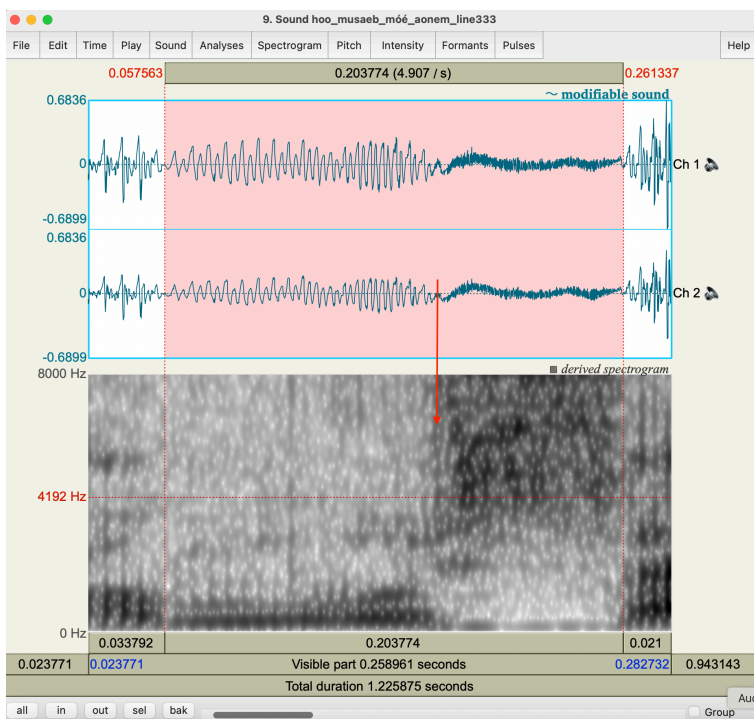 9. Sound hoo_musaeb_móé_aonem_line333
File Edit Time Play Sound Analyses Spectrogram Pitch Intensity Formants Pulses Help
0.057563 0.203774 (4.907 / s) 0.261337
~ modifiable sound
0.6836
0
Ch 1
-0.6899
0.6836
0
Ch 2
-0.6899
derived spectrogram
8000 Hz
4192 Hz
0 Hz
0.033792 0.203774 0.021
0.023771 0.023771 Visible part 0.258961 seconds 0.282732 0.943143
Total duration 1.225875 seconds
all in out sel bak
Group